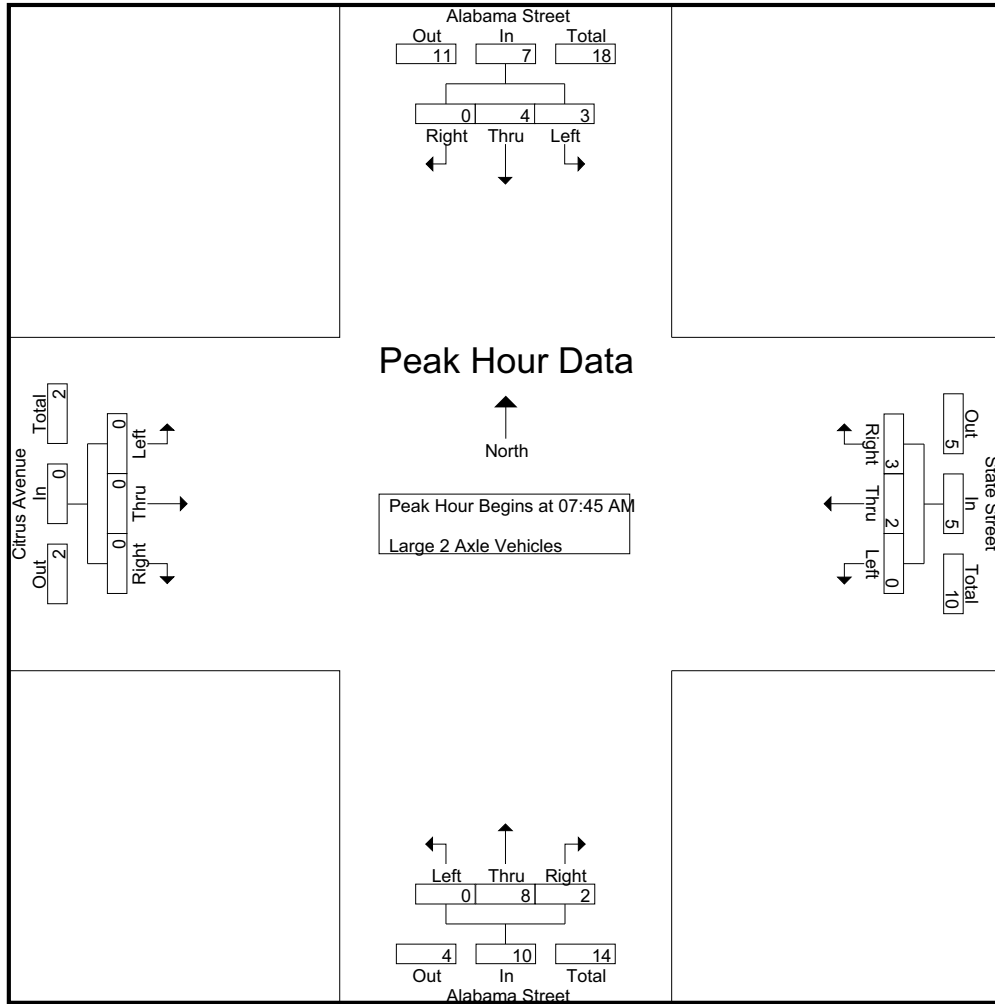 Alabama Street
Out In Total
11 7 18
0 4 3
Right Thru Left
Peak Hour Data
North
Peak Hour Begins at 07:45 AM
Large 2 Axle Vehicles
Citrus Avenue
Out In Total
2 0 2
0 0 0
Right Thru Left
State Street
Out In Total
5 5 10
3 2 0
Right Thru Left
Left Thru Right
0 8 2
4 10 14
Out In Total
Alabama Street